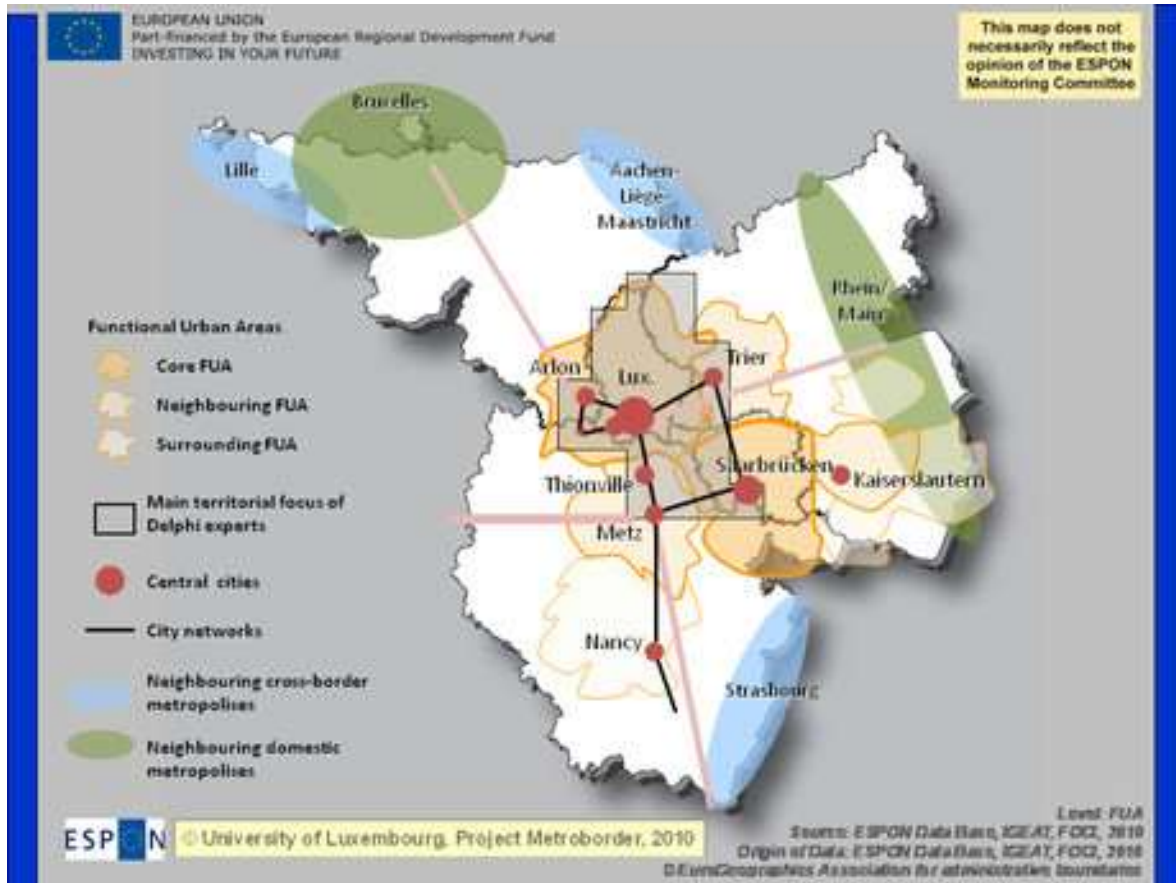 EUROPEAN UNION
Part-financed by the European Regional Development Fund
INVESTING IN YOUR FUTURE
This map does not
necessarily reflect the
opinion of the ESPON
Monitoring Committee
Bruxelles
Lille
Aachen-
Liège-
Maastricht
Rhein/
Main
Functional Urban Areas
Core FUA
Neighbouring FUA
Surrounding FUA
Arlon
Lux.
Trier
Saarbrücken
Kaiserslautern
Thionville
Metz
Nancy
Strasbourg
Main territorial focus of
Delphi experts
Central cities
City networks
Neighbouring cross-border
metropolises
Neighbouring domestic
metropolises
ESPON
© University of Luxembourg, Project Metroborder, 2010
Level: FUA
Source: ESPON Data Base, IGEAT, FOCI, 2010
Origin of Data: ESPON Data Base, IGEAT, FOCI, 2010
© EuroGeographics Association for administrative boundaries